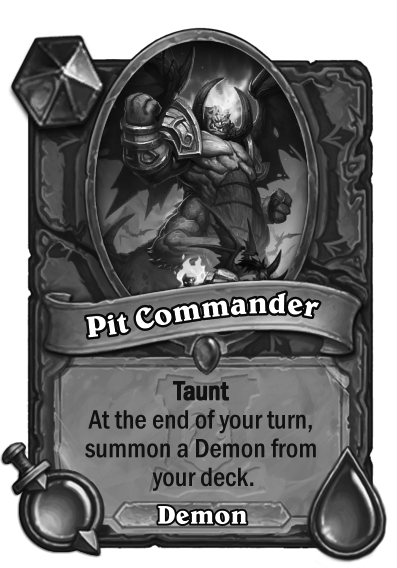 Pit Commander
Taunt
At the end of your turn,
summon a Demon from
your deck.
Demon